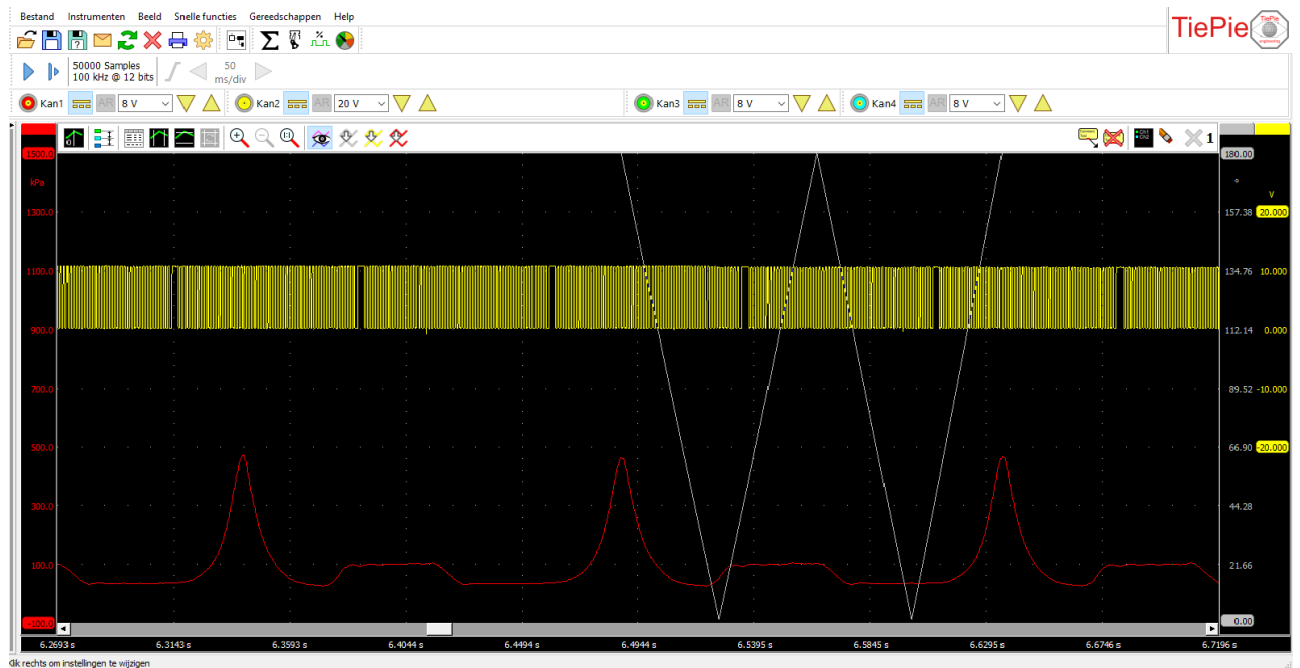 Bestand Instrumenten Beeld Snelle functies Gereedschappen Help
TiePie
TiePie
engineering
50000 Samples
100 kHz @ 12 bits
50
ms/div
Kan1 AR 8 V
Kan2 AR 20 V
Kan3 AR 8 V
Kan4 AR 8 V
1
1500.0
kPa
1300.0
1100.0
900.0
700.0
500.0
300.0
100.0
-100.0
180.00
°
157.38
134.76
112.14
89.52
66.90
44.28
21.66
0.00
V
20.000
10.000
0.000
-10.000
-20.000
6.2693 s 6.3143 s 6.3593 s 6.4044 s 6.4494 s 6.4944 s 6.5395 s 6.5845 s 6.6295 s 6.6746 s 6.7196 s
Klik rechts om instellingen te wijzigen